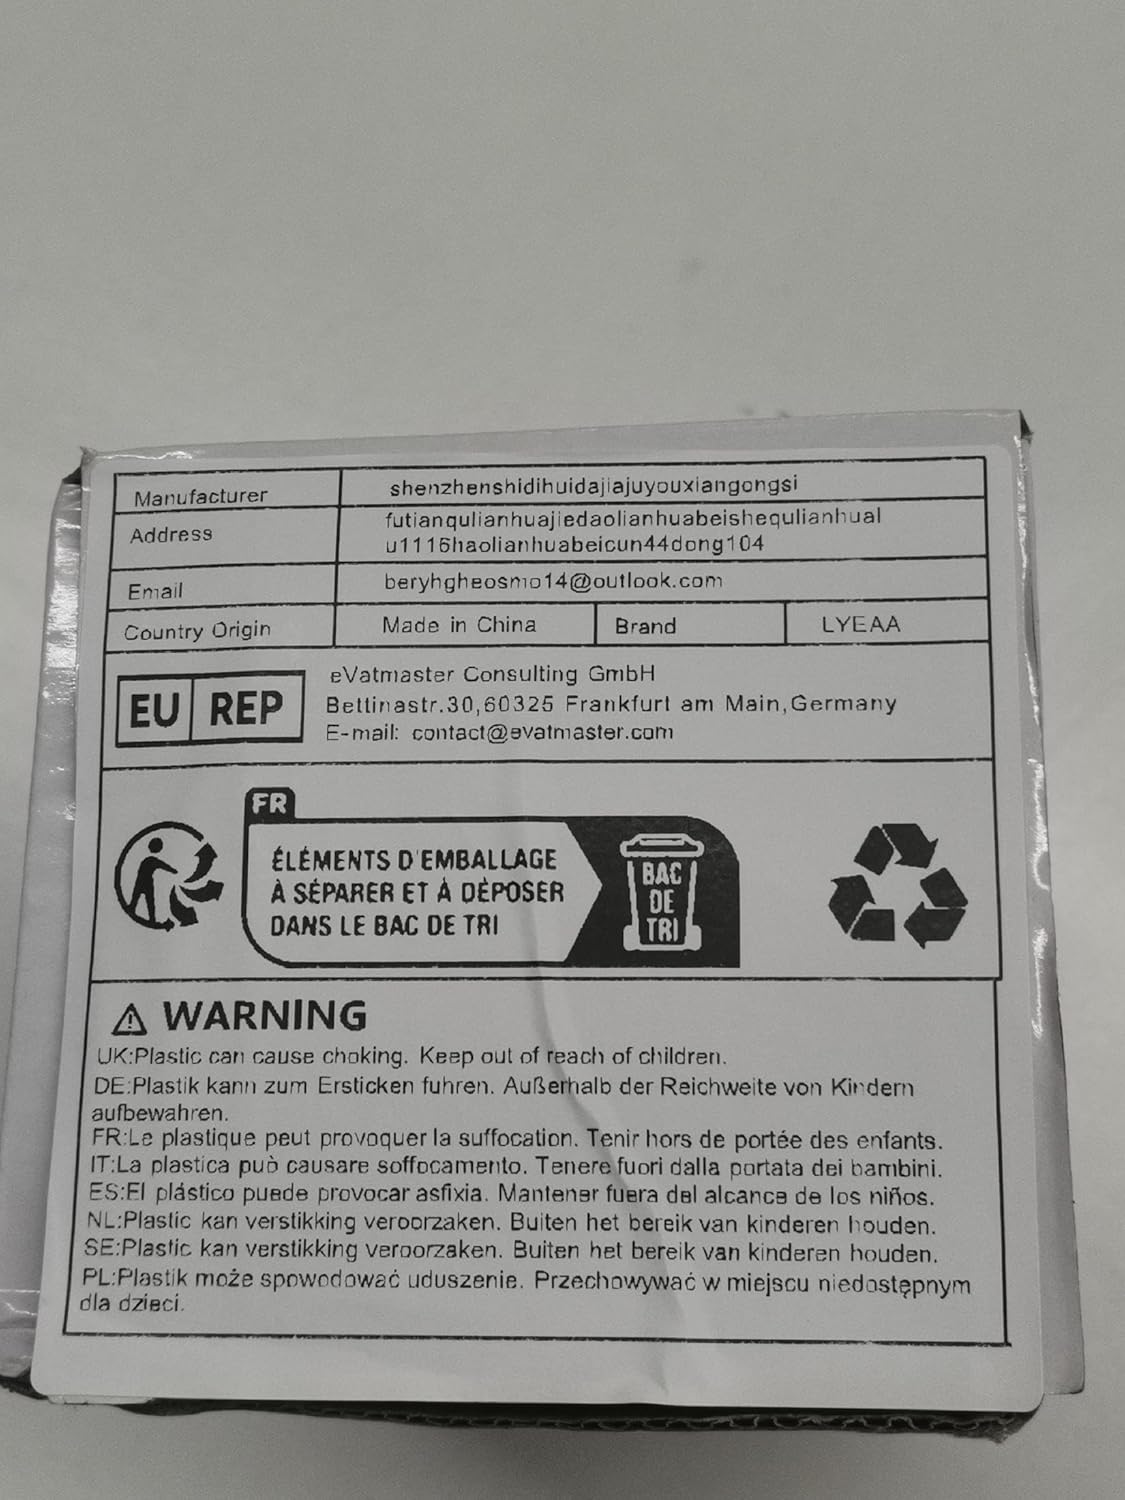 Manufacturer shenzhenshidihuidajiajuyouxiangongsi
Address futianqulianhuajiedaolianhuabeishequlianhual
u1116haolianhuabeicun44dong104
Email beryhgheosmo14@outlook.com
Country Origin Made in China Brand LYEAA
EU REP
eVatmaster Consulting GmbH
Bettinastr.30,60325 Frankfurt am Main,Germany
E-mail: contact@evatmaster.com
FR
ÉLÉMENTS D'EMBALLAGE
À SÉPARER ET À DÉPOSER
DANS LE BAC DE TRI
BAC
DE
TRI
WARNING
UK:Plastic can cause choking. Keep out of reach of children.
DE:Plastik kann zum Ersticken fuhren. Außerhalb der Reichweite von Kindern
aufbewahren.
FR:Le plastique peut provoquer la suffocation. Tenir hors de portée des enfants.
IT:La plastica può causare soffocamento. Tenere fuori dalla portata dei bambini.
ES:El plástico puede provocar asfixia. Mantener fuera del alcance de los niños.
NL:Plastic kan verstikking veroorzaken. Buiten het bereik van kinderen houden.
SE:Plastic kan verstikking veroorzaken. Buiten het bereik van kinderen houden.
PL:Plastik może spowodować uduszenie. Przechowywać w miejscu niedostępnym
dla dzieci.